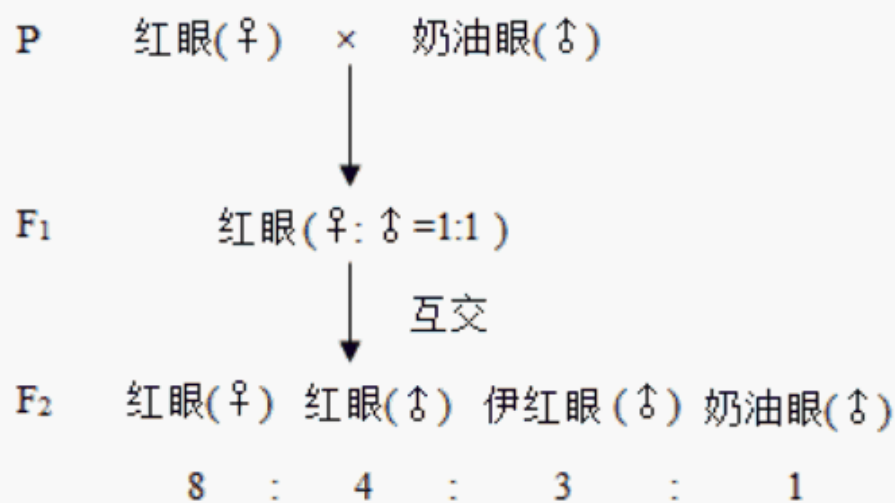 P 红眼(♀) × 奶油眼(♂)
F₁ 红眼(♀:♂=1:1)
互交
F₂ 红眼(♀) 红眼(♂) 伊红眼(♂) 奶油眼(♂)
8 : 4 : 3 : 1